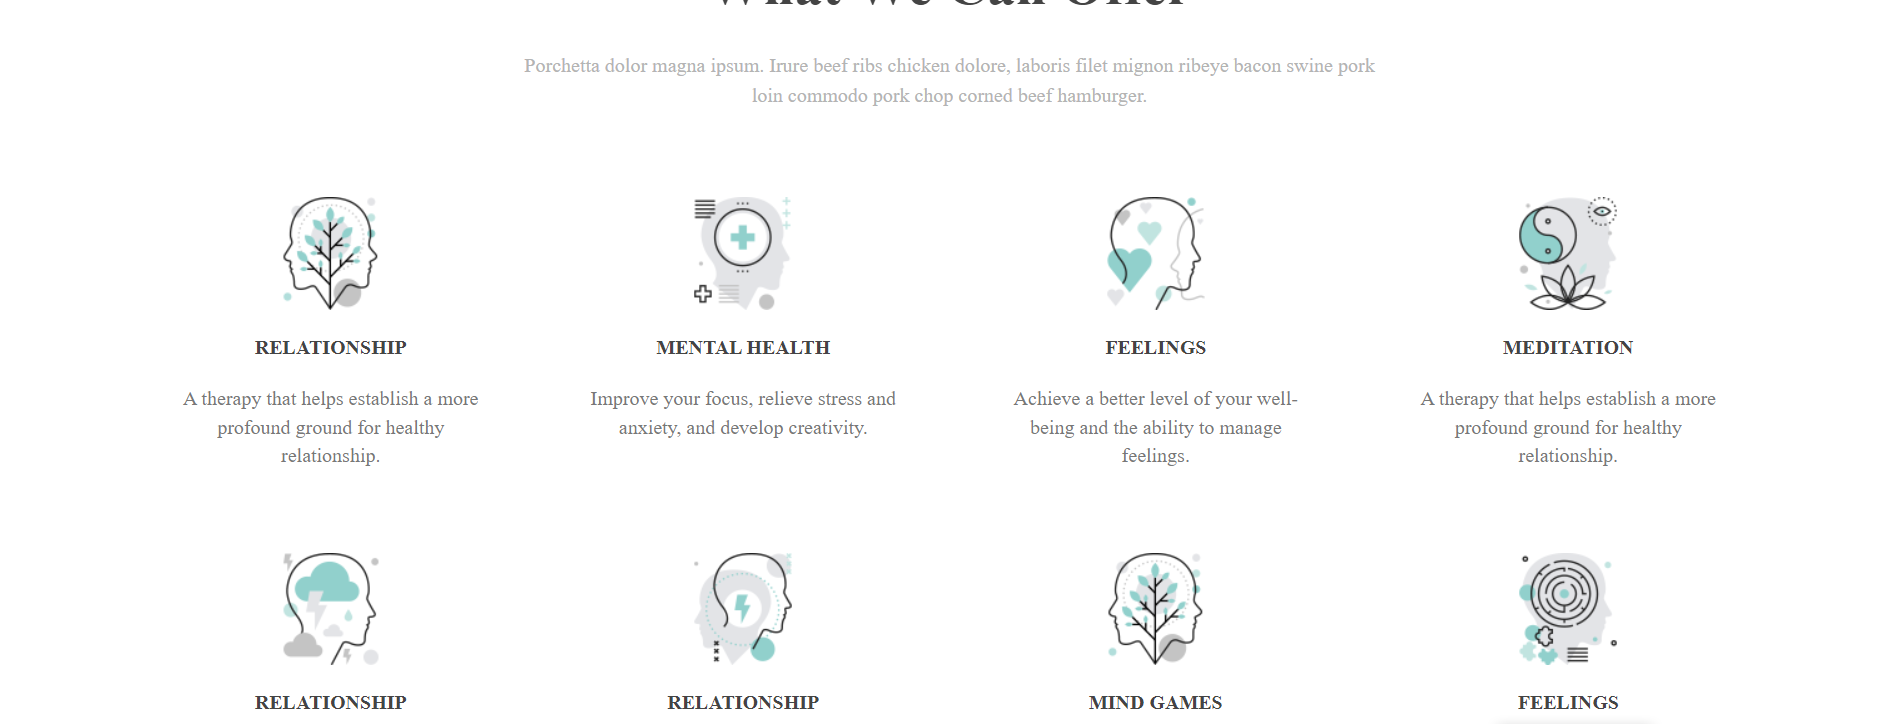 What We Can Offer
Porchetta dolor magna ipsum. Irure beef ribs chicken dolore, laboris filet mignon ribeye bacon swine pork
loin commodo pork chop corned beef hamburger.
RELATIONSHIP
A therapy that helps establish a more
profound ground for healthy
relationship.
MENTAL HEALTH
Improve your focus, relieve stress and
anxiety, and develop creativity.
FEELINGS
Achieve a better level of your well-
being and the ability to manage
feelings.
MEDITATION
A therapy that helps establish a more
profound ground for healthy
relationship.
RELATIONSHIP
RELATIONSHIP
MIND GAMES
FEELINGS